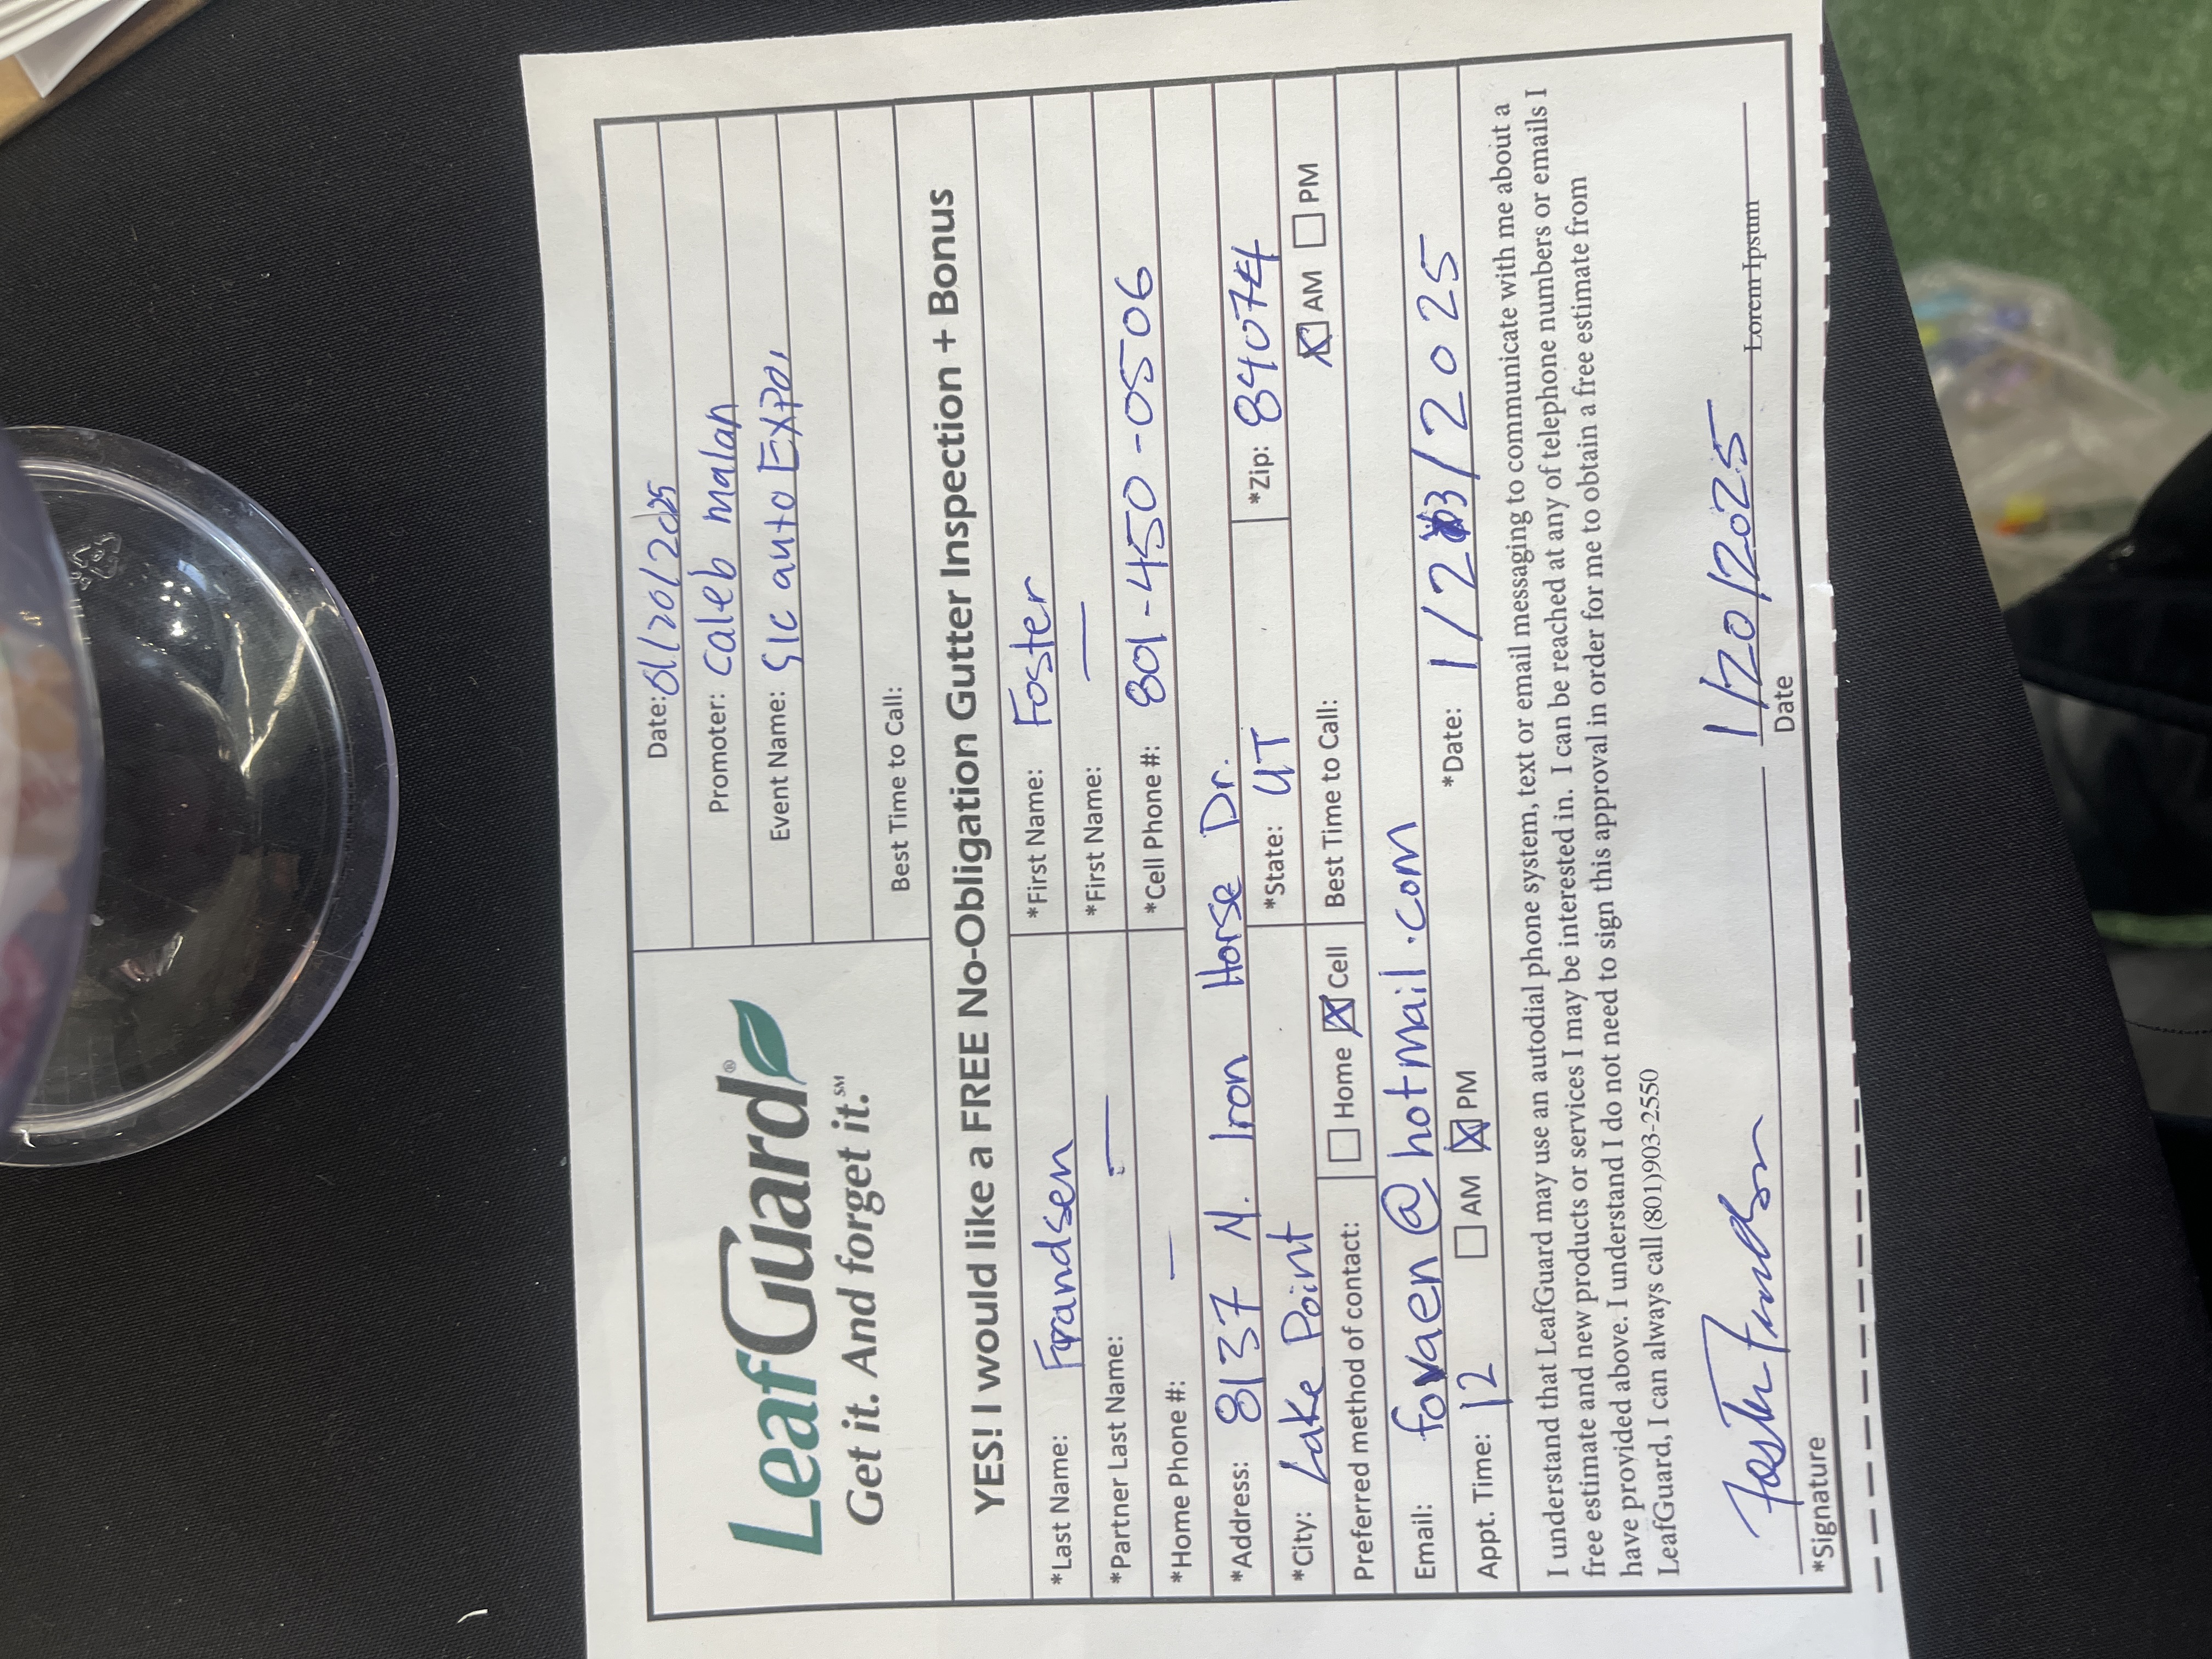 LeafGuard®
Get it. And forget it.℠
Date: 01/20/2025
Promoter: Caleb malan
Event Name: Slc auto Expo,
Best Time to Call:
YES! I would like a FREE No-Obligation Gutter Inspection + Bonus
*Last Name: Frandsen *First Name: Foster
*Partner Last Name: — *First Name: —
*Home Phone #: — *Cell Phone #: 801-450-0506
*Address: 8137 N. Iron Horse Dr.
*City: Lake Point *State: UT *Zip: 84074
Preferred method of contact: ☐ Home ☒ Cell Best Time to Call: ☒ AM ☐ PM
Email: fovaen@hotmail.com
Appt. Time: 12 ☐ AM ☒ PM *Date: 1/23/2025
I understand that LeafGuard may use an autodial phone system, text or email messaging to communicate with me about a
free estimate and new products or services I may be interested in. I can be reached at any of telephone numbers or emails I
have provided above. I understand I do not need to sign this approval in order for me to obtain a free estimate from
LeafGuard, I can always call (801)903-2550
Foster Frandsen 1/20/2025 Lorem Ipsum
*Signature Date